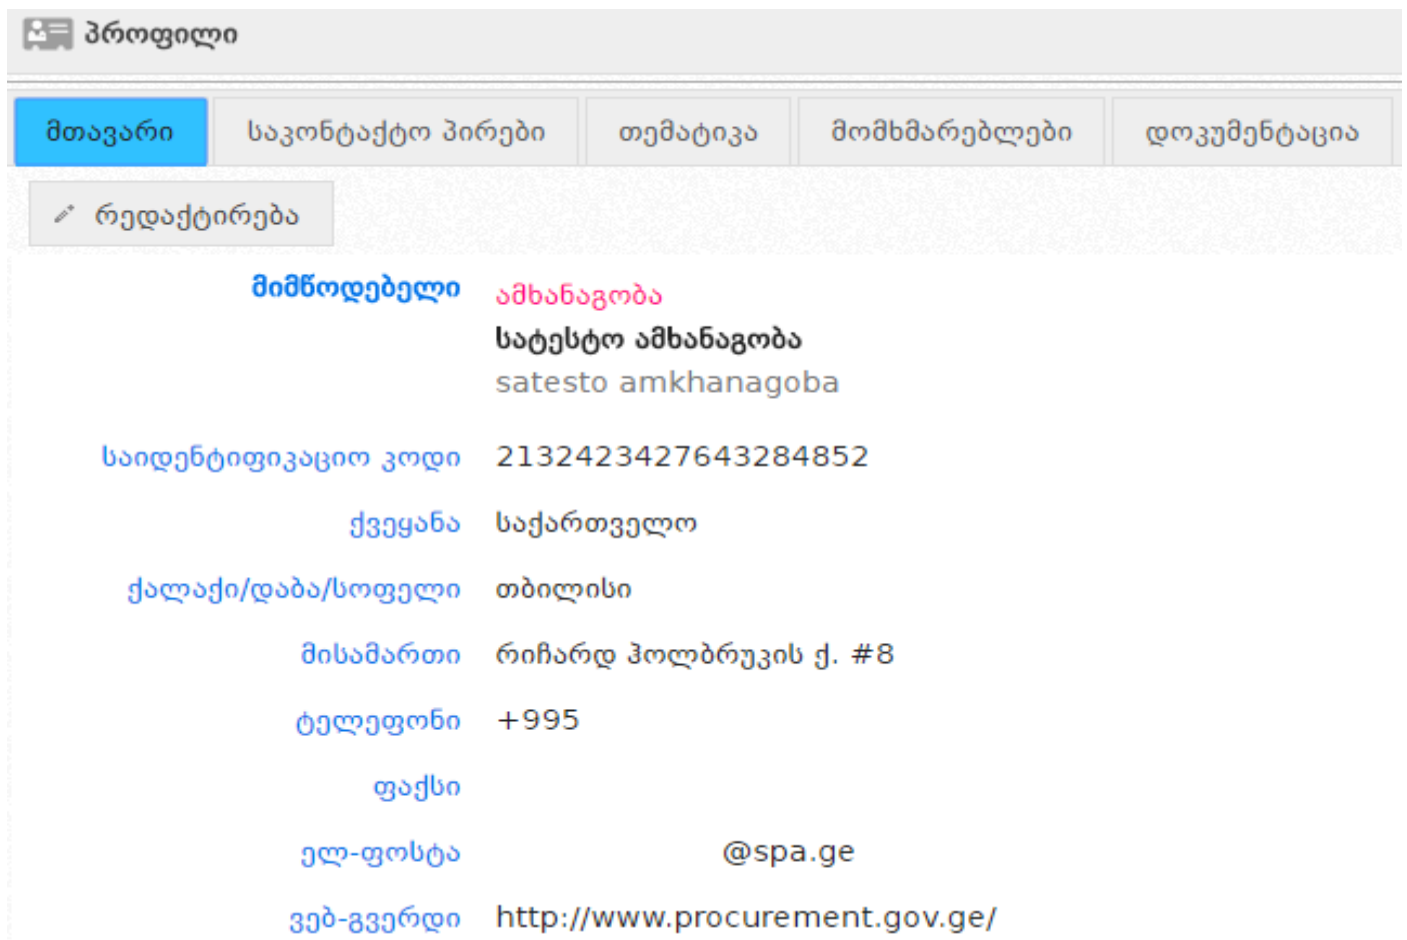 პროფილი
მთავარი საკონტაქტო პირები თემატიკა მომხმარებლები დოკუმენტაცია
რედაქტირება
მიმწოდებელი ამხანაგობა
სატესტო ამხანაგობა
satesto amkhanagoba
საიდენტიფიკაციო კოდი 2132423427643284852
ქვეყანა საქართველო
ქალაქი/დაბა/სოფელი თბილისი
მისამართი რიჩარდ ჰოლბრუკის ქ. #8
ტელეფონი +995
ფაქსი
ელ-ფოსტა @spa.ge
ვებ-გვერდი http://www.procurement.gov.ge/